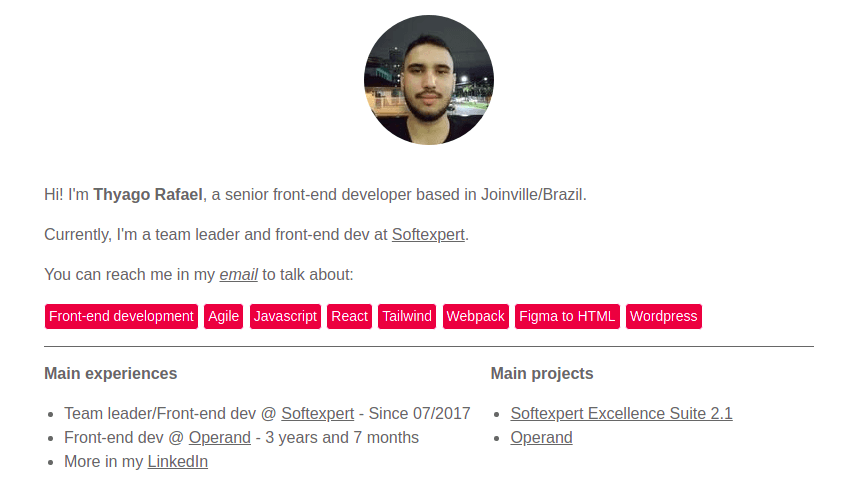 Hi! I'm Thyago Rafael, a senior front-end developer based in Joinville/Brazil.
Currently, I'm a team leader and front-end dev at Softexpert.
You can reach me in my email to talk about:
Front-end development Agile Javascript React Tailwind Webpack Figma to HTML Wordpress
Main experiences
Team leader/Front-end dev @ Softexpert - Since 07/2017
Front-end dev @ Operand - 3 years and 7 months
More in my LinkedIn
Main projects
Softexpert Excellence Suite 2.1
Operand